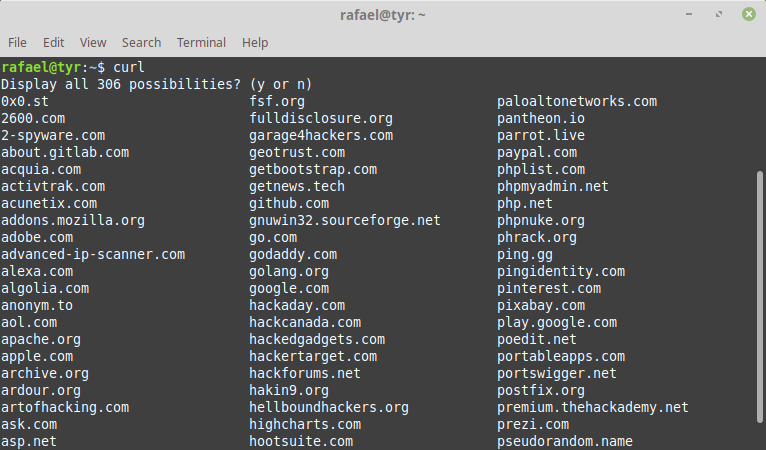 rafael@tyr: ~
File Edit View Search Terminal Help
rafael@tyr:~$ curl
Display all 306 possibilities? (y or n)
0x0.st fsf.org paloaltonetworks.com
2600.com fulldisclosure.org pantheon.io
2-spyware.com garage4hackers.com parrot.live
about.gitlab.com geotrust.com paypal.com
acquia.com getbootstrap.com phplist.com
activtrak.com getnews.tech phpmyadmin.net
acunetix.com github.com php.net
addons.mozilla.org gnuwin32.sourceforge.net phpnuke.org
adobe.com go.com phrack.org
advanced-ip-scanner.com godaddy.com ping.gg
alexa.com golang.org pingidentity.com
algolia.com google.com pinterest.com
anonym.to hackaday.com pixabay.com
aol.com hackcanada.com play.google.com
apache.org hackedgadgets.com poedit.net
apple.com hackertarget.com portableapps.com
archive.org hackforums.net portswigger.net
ardour.org hakin9.org postfix.org
artofhacking.com hellboundhackers.org premium.thehackademy.net
ask.com highcharts.com prezi.com
asp.net hootsuite.com pseudorandom.name